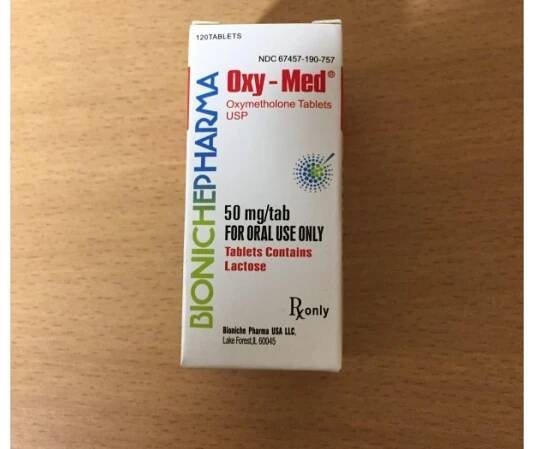 120TABLETS
NDC 67457-190-757
BIONICHEPHARMA
Oxy - Med®
Oxymetholone Tablets
USP
50 mg/tab
FOR ORAL USE ONLY
Tablets Contains
Lactose
Rx only
Bioniche Pharma USA LLC.
Lake Forest,IL 60045